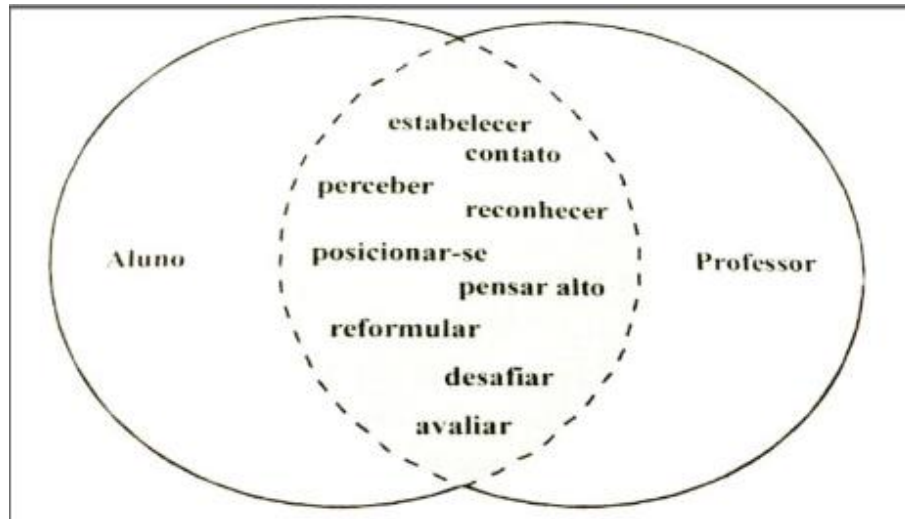 estabelecer
contato
perceber
reconhecer
Aluno
posicionar-se
Professor
pensar alto
reformular
desafiar
avaliar